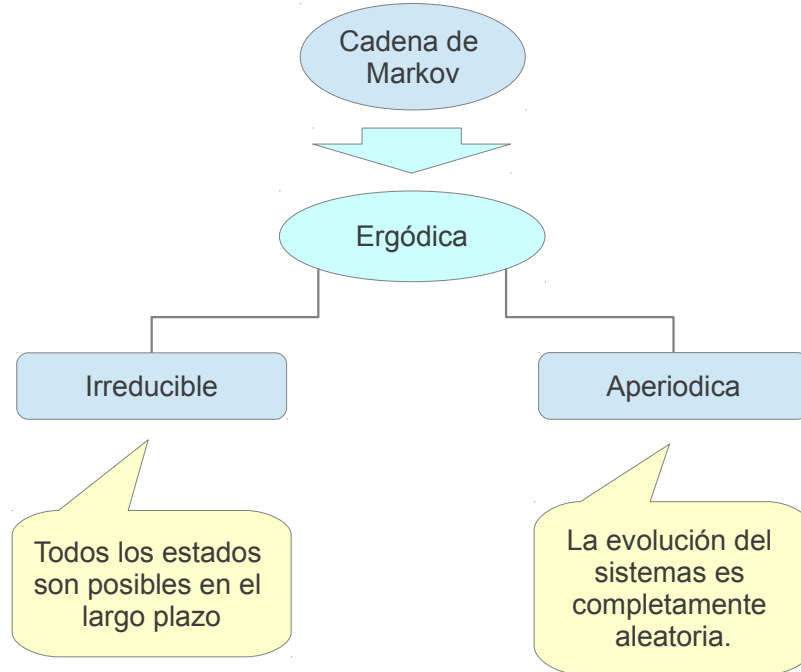 Cadena de
Markov
Ergódica
Irreducible
Aperiodica
Todos los estados
son posibles en el
largo plazo
La evolución del
sistemas es
completamente
aleatoria.